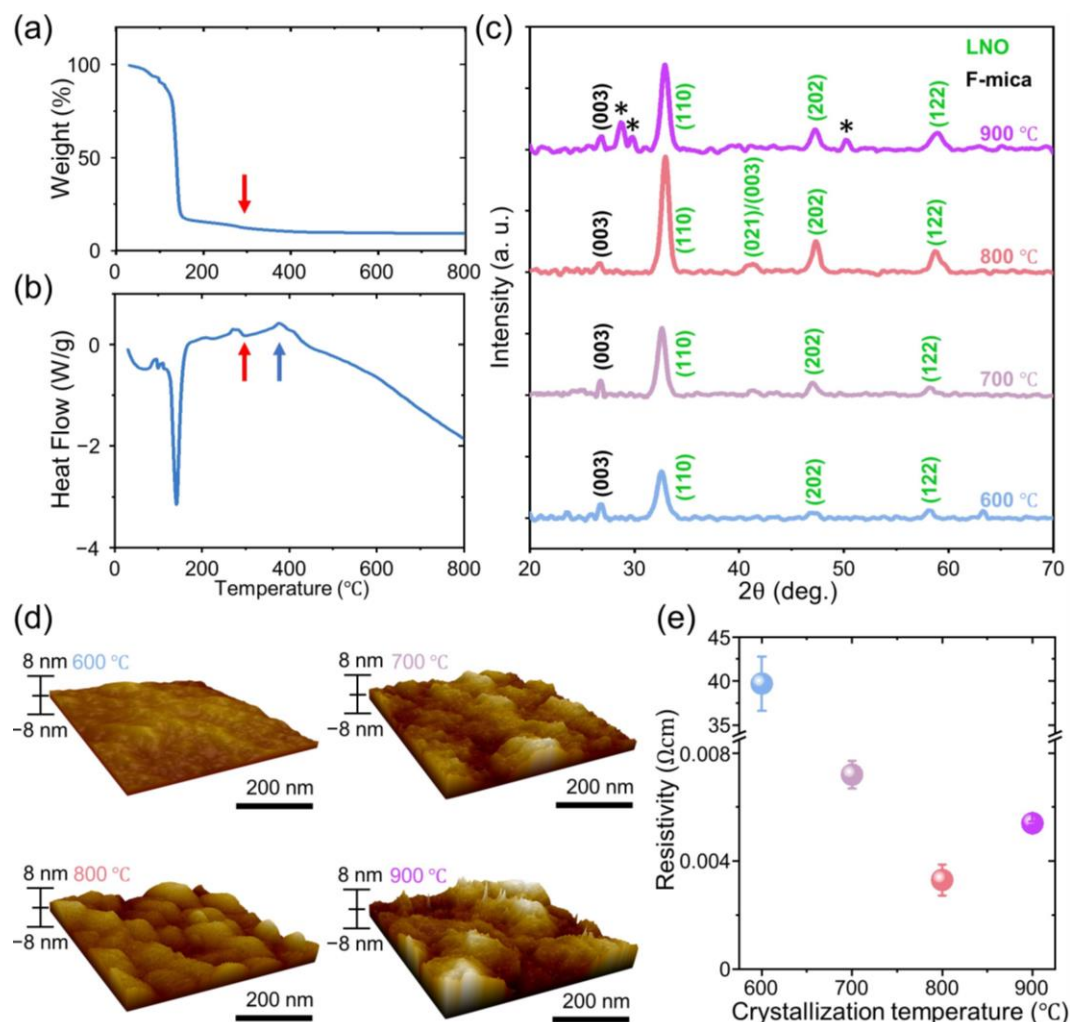 (a)
100
50
0
Weight (%)
0 200 400 600 800
(b)
0
−2
−4
Heat Flow (W/g)
0 200 400 600 800
Temperature (℃)
(c)
LNO
F-mica
(003)
*
*
(110)
(202)
*
(122)
900 ℃
(003)
(110)
(021)/(003)
(202)
(122)
800 ℃
(003)
(110)
(202)
(122)
700 ℃
(003)
(110)
(202)
(122)
600 ℃
Intensity (a. u.)
20 30 40 50 60 70
2θ (deg.)
(d)
8 nm 600 ℃
−8 nm
200 nm
8 nm 700 ℃
−8 nm
200 nm
8 nm 800 ℃
−8 nm
200 nm
8 nm 900 ℃
−8 nm
200 nm
(e)
45
40
35
0.008
0.004
0
Resistivity (Ωcm)
600 700 800 900
Crystallization temperature (℃)